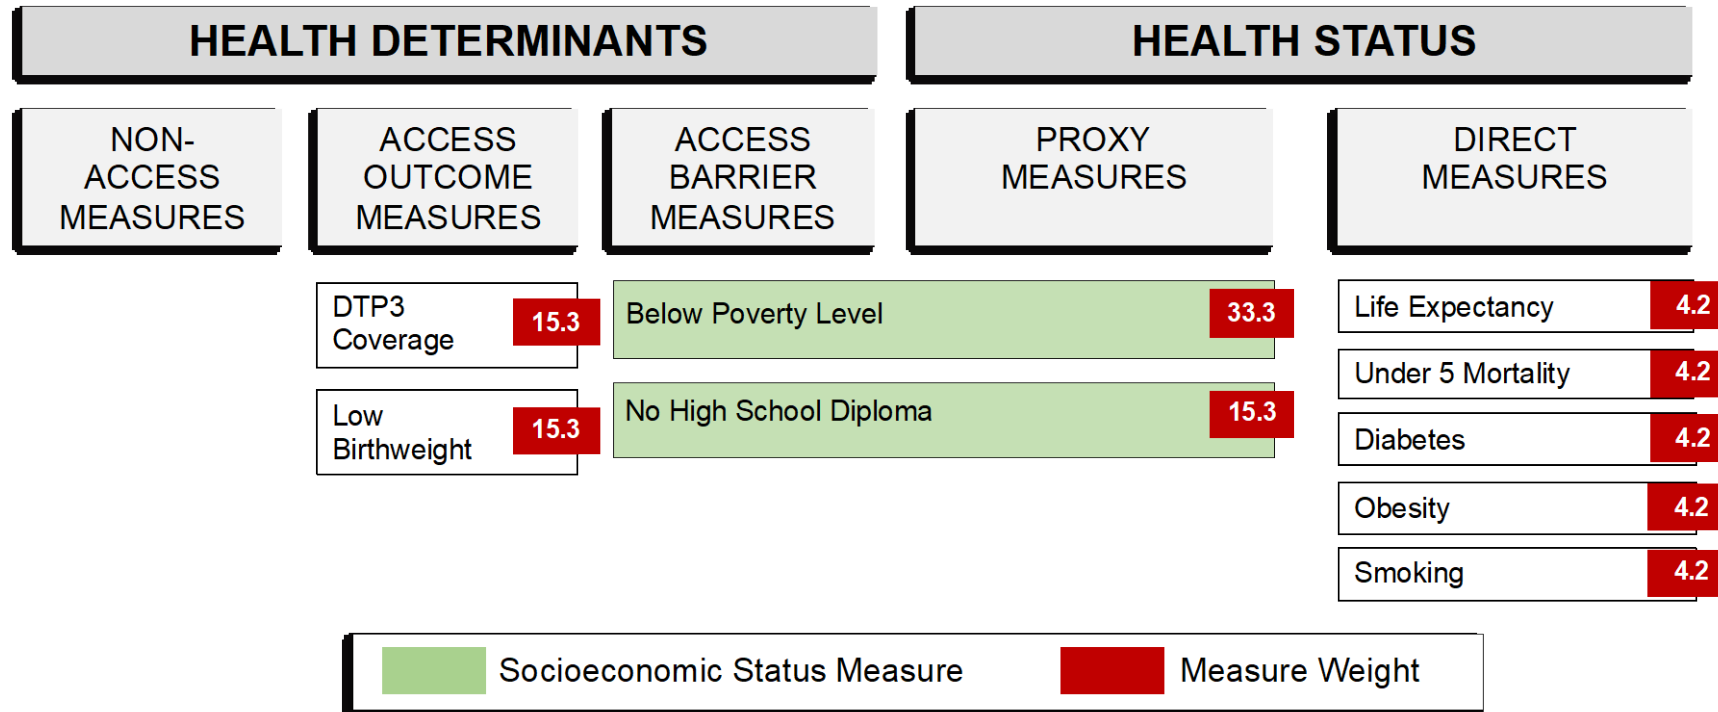 HEALTH DETERMINANTS
HEALTH STATUS
NON-
ACCESS
MEASURES
ACCESS
OUTCOME
MEASURES
ACCESS
BARRIER
MEASURES
PROXY
MEASURES
DIRECT
MEASURES
DTP3
Coverage
15.3
Low
Birthweight
15.3
Below Poverty Level
33.3
No High School Diploma
15.3
Life Expectancy
4.2
Under 5 Mortality
4.2
Diabetes
4.2
Obesity
4.2
Smoking
4.2
Socioeconomic Status Measure
Measure Weight